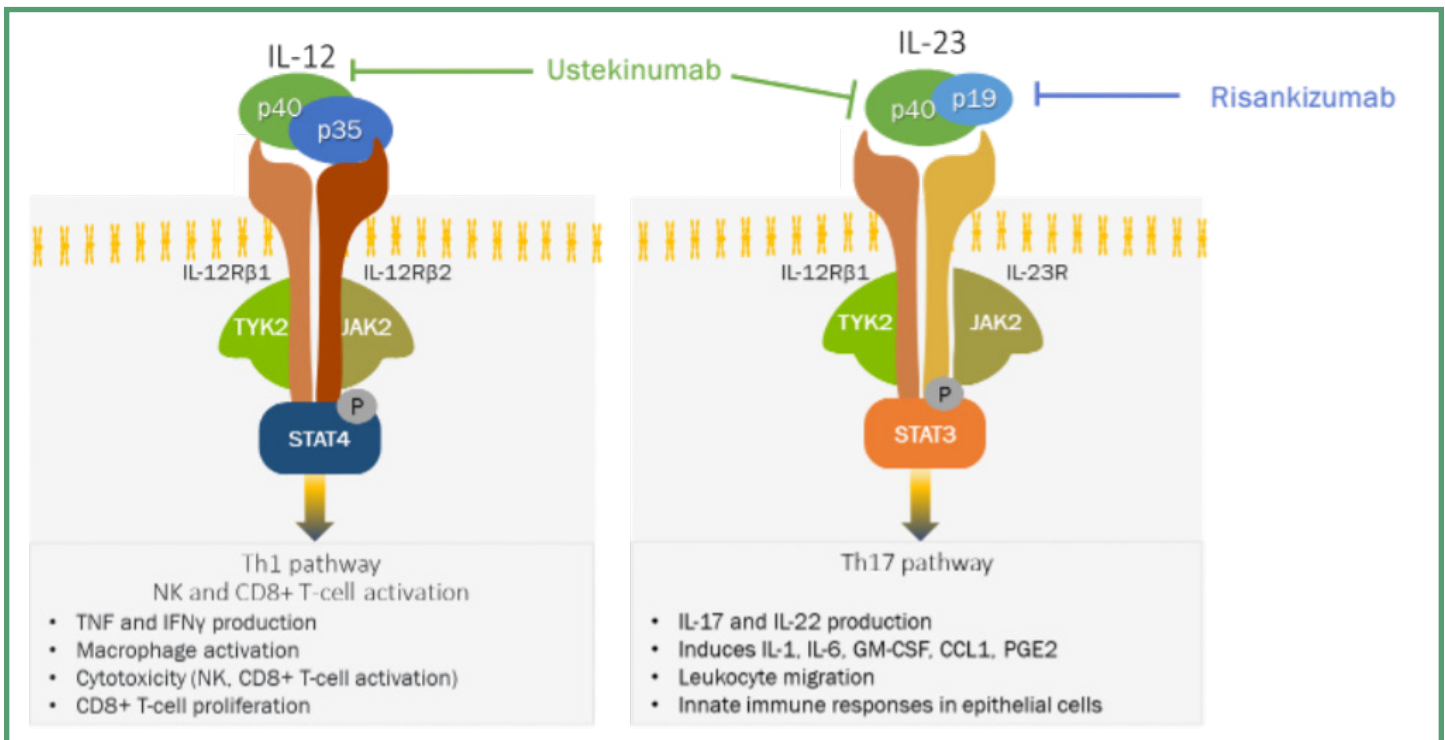 IL-12
IL-23
Ustekinumab
Risankizumab
p40
p35
p40
p19
IL-12Rβ1
IL-12Rβ2
TYK2
JAK2
P
STAT4
IL-12Rβ1
IL-23R
TYK2
JAK2
P
STAT3
Th1 pathway
NK and CD8+ T-cell activation
• TNF and IFNγ production
• Macrophage activation
• Cytotoxicity (NK, CD8+ T-cell activation)
• CD8+ T-cell proliferation
Th17 pathway
• IL-17 and IL-22 production
• Induces IL-1, IL-6, GM-CSF, CCL1, PGE2
• Leukocyte migration
• Innate immune responses in epithelial cells